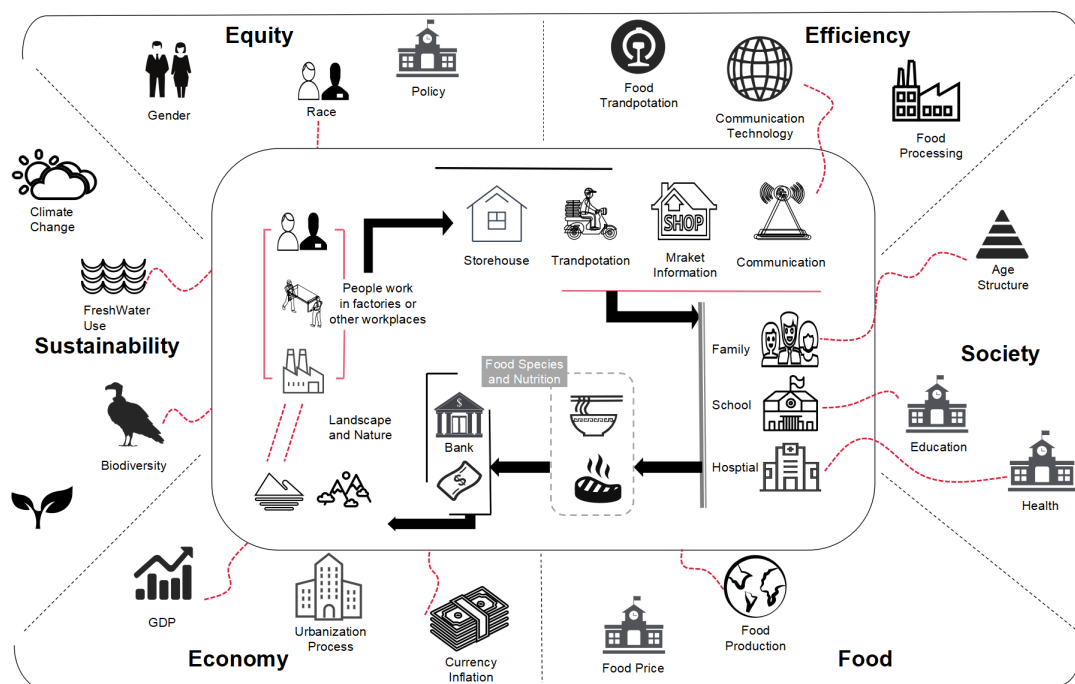 Equity
Gender
Race
Policy
Efficiency
Food
Trandpotation
Communication
Technology
Food
Processing
Climate
Change
FreshWater
Use
Sustainability
Biodiversity
People work
in factories or
other workplaces
Storehouse
Trandpotation
SHOP
Mraket
Information
Communication
Food Species
and Nutrition
Landscape
and Nature
$
Bank
$
Family
School
Hosptial
Age
Structure
Society
Education
Health
GDP
Urbanization
Process
Economy
Currency
Inflation
Food Price
Food
Production
Food